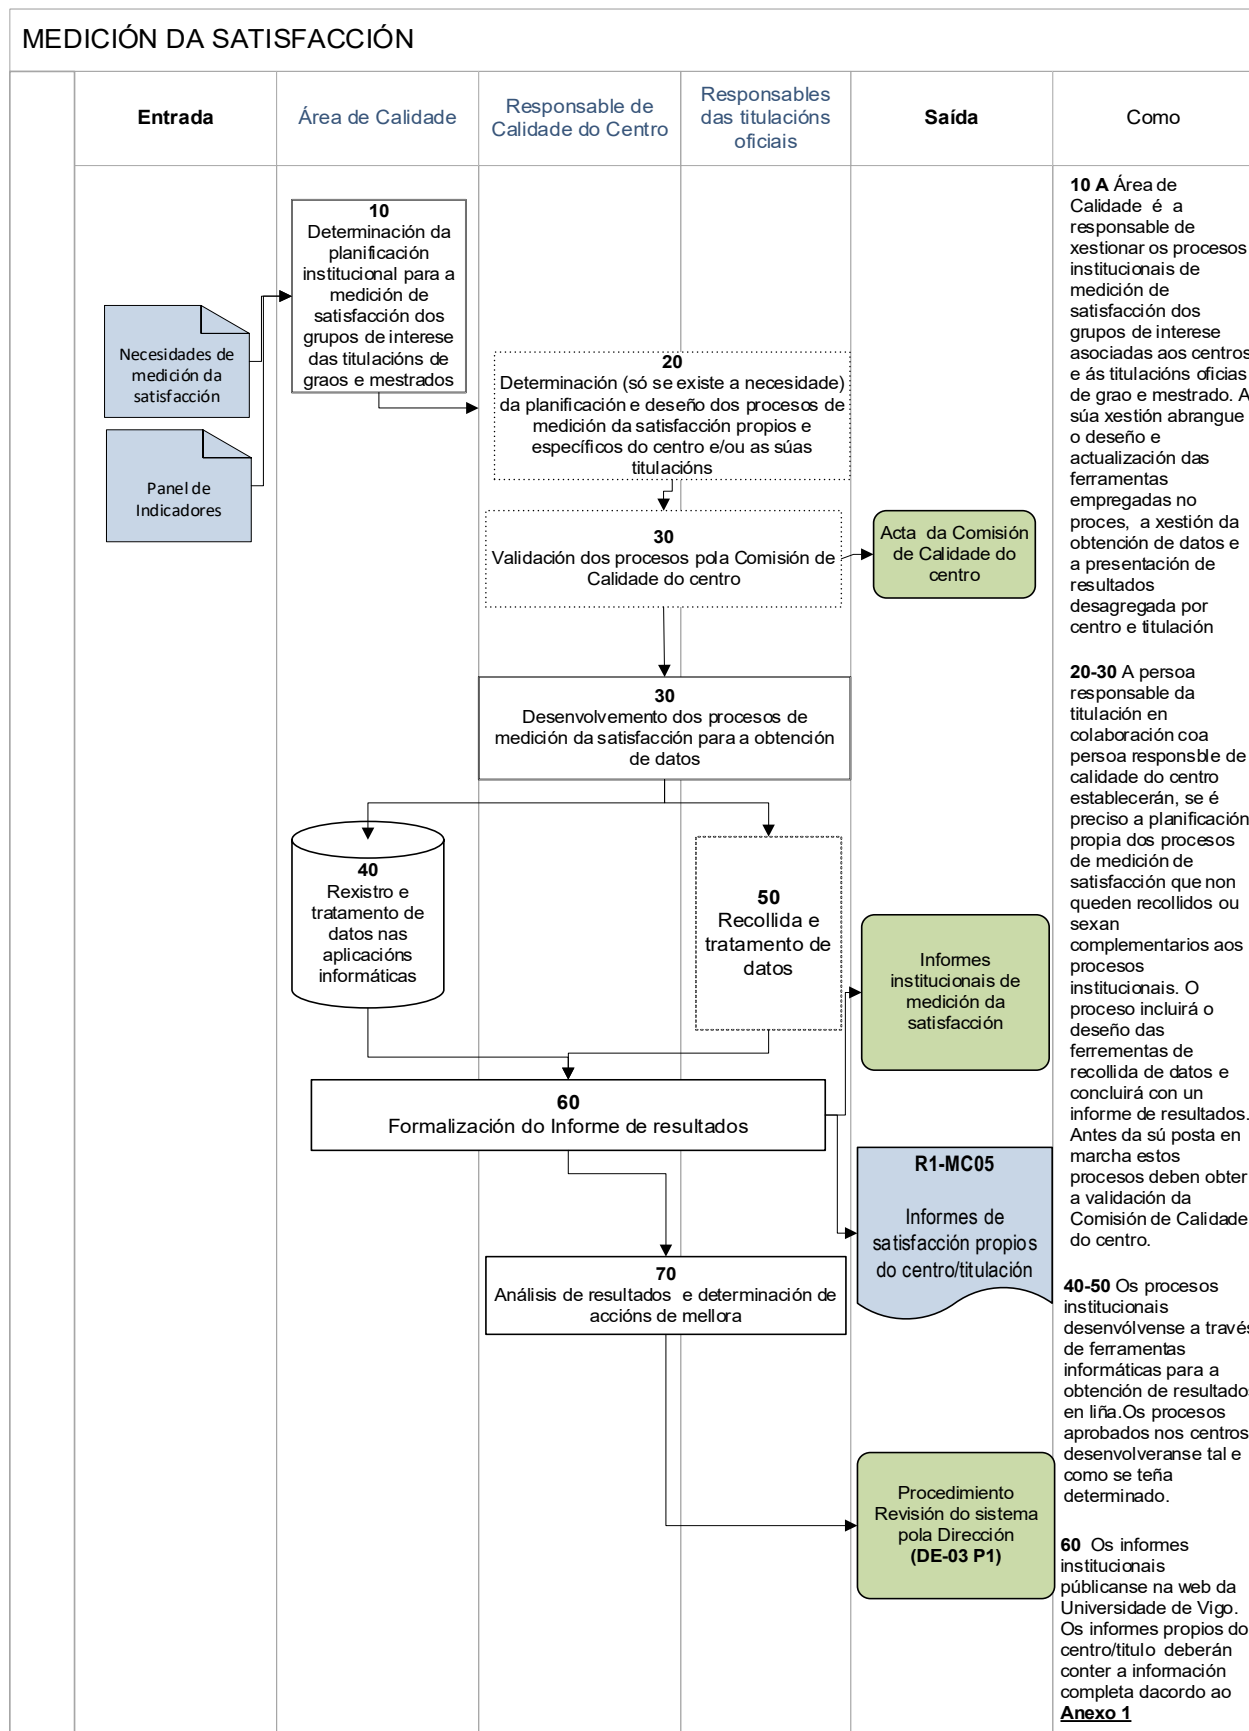 MEDICIÓN DA SATISFACCIÓN
Entrada
Área de Calidade
Responsable de
Calidade do Centro
Responsables
das titulacións
oficiais
Saída
Como
10
Determinación da
planificación
institucional para a
medición de
satisfacción dos
grupos de interese
das titulacións de
graos e mestrados
Necesidades de
medición da
satisfacción
Panel de
Indicadores
20
Determinación (só se existe a necesidade)
da planificación e deseño dos procesos de
medición da satisfacción propios e
específicos do centro e/ou as súas
titulacións
30
Validación dos procesos pola Comisión de
Calidade do centro
Acta da Comisión
de Calidade do
centro
30
Desenvolvemento dos procesos de
medición da satisfacción para a obtención
de datos
40
Rexistro e
tratamento de
datos nas
aplicacións
informáticas
50
Recollida e
tratamento de
datos
Informes
institucionais de
medición da
satisfacción
60
Formalización do Informe de resultados
R1-MC05
Informes de
satisfacción propios
do centro/titulación
70
Análisis de resultados e determinación de
accións de mellora
Procedimiento
Revisión do sistema
pola Dirección
(DE-03 P1)
10 A Área de
Calidade é a
responsable de
xestionar os procesos
institucionais de
medición de
satisfacción dos
grupos de interese
asociadas aos centros
e ás titulacións oficias
de grao e mestrado. A
súa xestión abrangue
o deseño e
actualización das
ferramentas
empregadas no
proces, a xestión da
obtención de datos e
a presentación de
resultados
desagregada por
centro e titulación
20-30 A persoa
responsable da
titulación en
colaboración coa
persoa responsble de
calidade do centro
establecerán, se é
preciso a planificación
propia dos procesos
de medición de
satisfacción que non
queden recollidos ou
sexan
complementarios aos
procesos
institucionais. O
proceso incluirá o
deseño das
ferrementas de
recollida de datos e
concluirá con un
informe de resultados.
Antes da sú posta en
marcha estos
procesos deben obter
a validación da
Comisión de Calidade
do centro.
40-50 Os procesos
institucionais
desenvólvense a través
de ferramentas
informáticas para a
obtención de resultados
en liña.Os procesos
aprobados nos centros
desenvolveranse tal e
como se teña
determinado.
60 Os informes
institucionais
públicanse na web da
Universidade de Vigo.
Os informes propios do
centro/titulo deberán
conter a información
completa dacordo ao
Anexo 1